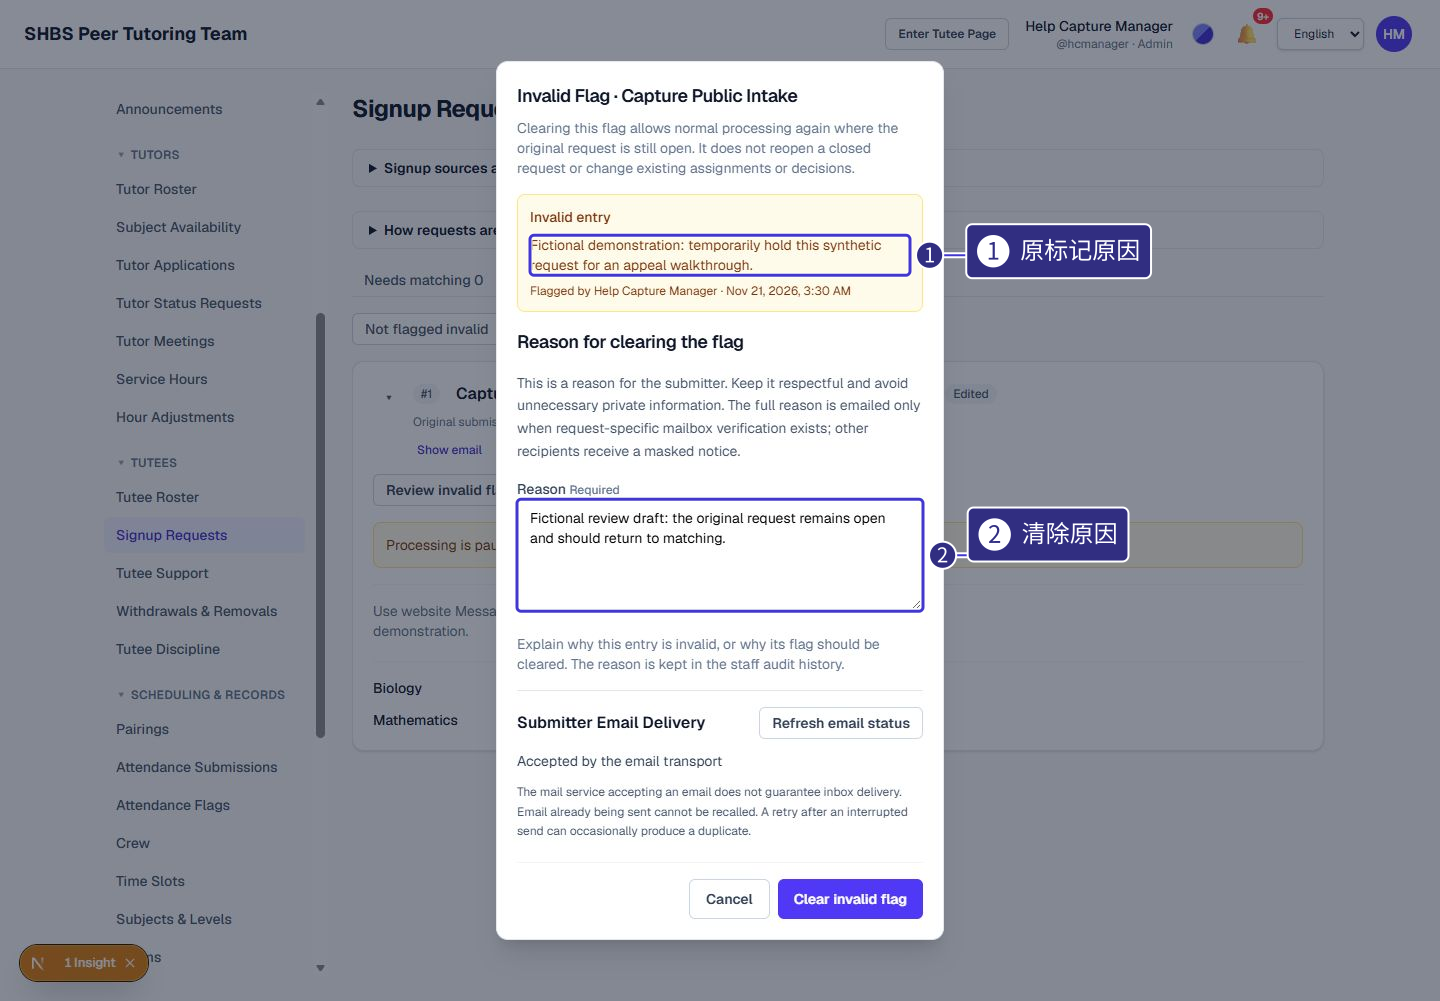 SHBS Peer Tutoring Team
Enter Tutee Page
Help Capture Manager
@hcmanager · Admin
9+
English
HM
Announcements
TUTORS
Tutor Roster
Subject Availability
Tutor Applications
Tutor Status Requests
Tutor Meetings
Service Hours
Hour Adjustments
TUTEES
Tutee Roster
Signup Requests
Tutee Support
Withdrawals & Removals
Tutee Discipline
SCHEDULING & RECORDS
Pairings
Attendance Submissions
Attendance Flags
Crew
Time Slots
Subjects & Levels
1 Insight
Signup Requ
Signup sources a
How requests are
Needs matching 0
Not flagged invalid
#1
Captu
Edited
Original submis
Show email
Review invalid fl
Processing is pau
Use website Messa
demonstration.
Biology
Mathematics
Invalid Flag · Capture Public Intake
Clearing this flag allows normal processing again where the
original request is still open. It does not reopen a closed
request or change existing assignments or decisions.
Invalid entry
Fictional demonstration: temporarily hold this synthetic
request for an appeal walkthrough.
Flagged by Help Capture Manager · Nov 21, 2026, 3:30 AM
1
1 原标记原因
Reason for clearing the flag
This is a reason for the submitter. Keep it respectful and avoid
unnecessary private information. The full reason is emailed only
when request-specific mailbox verification exists; other
recipients receive a masked notice.
Reason Required
Fictional review draft: the original request remains open
and should return to matching.
2
2 清除原因
Explain why this entry is invalid, or why its flag should be
cleared. The reason is kept in the staff audit history.
Submitter Email Delivery
Refresh email status
Accepted by the email transport
The mail service accepting an email does not guarantee inbox delivery.
Email already being sent cannot be recalled. A retry after an interrupted
send can occasionally produce a duplicate.
Cancel
Clear invalid flag